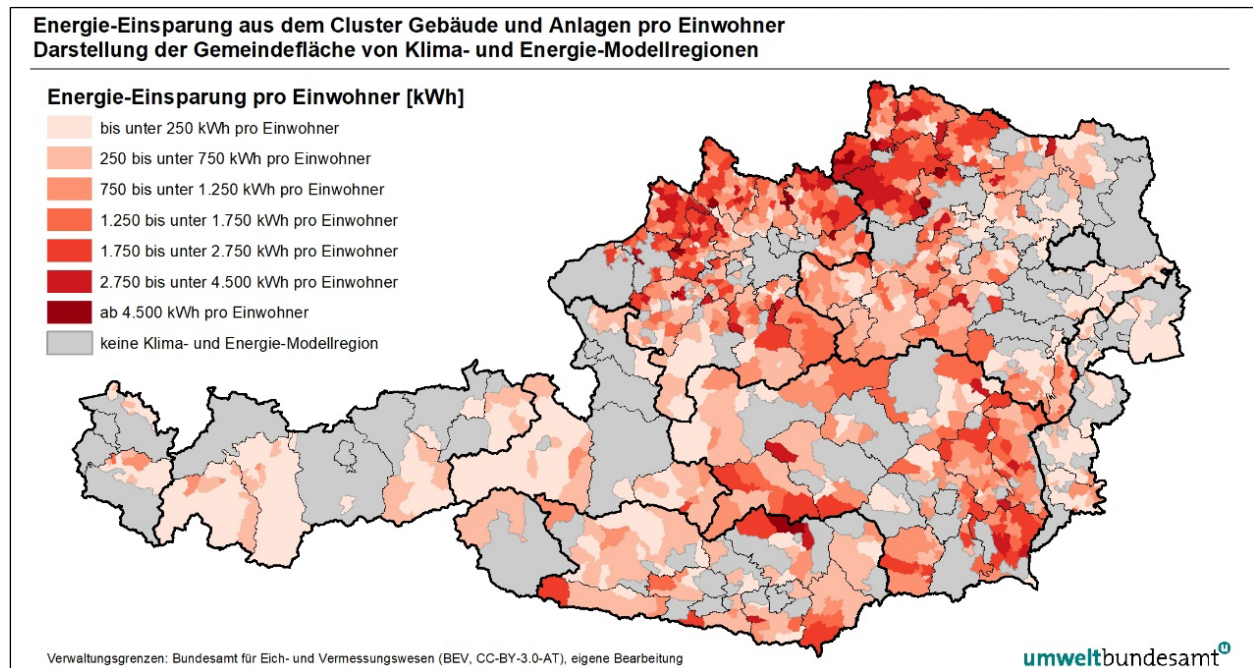 Energie-Einsparung aus dem Cluster Gebäude und Anlagen pro Einwohner
Darstellung der Gemeindefläche von Klima- und Energie-Modellregionen
Energie-Einsparung pro Einwohner [kWh]
bis unter 250 kWh pro Einwohner
250 bis unter 750 kWh pro Einwohner
750 bis unter 1.250 kWh pro Einwohner
1.250 bis unter 1.750 kWh pro Einwohner
1.750 bis unter 2.750 kWh pro Einwohner
2.750 bis unter 4.500 kWh pro Einwohner
ab 4.500 kWh pro Einwohner
keine Klima- und Energie-Modellregion
Verwaltungsgrenzen: Bundesamt für Eich- und Vermessungswesen (BEV, CC-BY-3.0-AT), eigene Bearbeitung
umweltbundesamt u